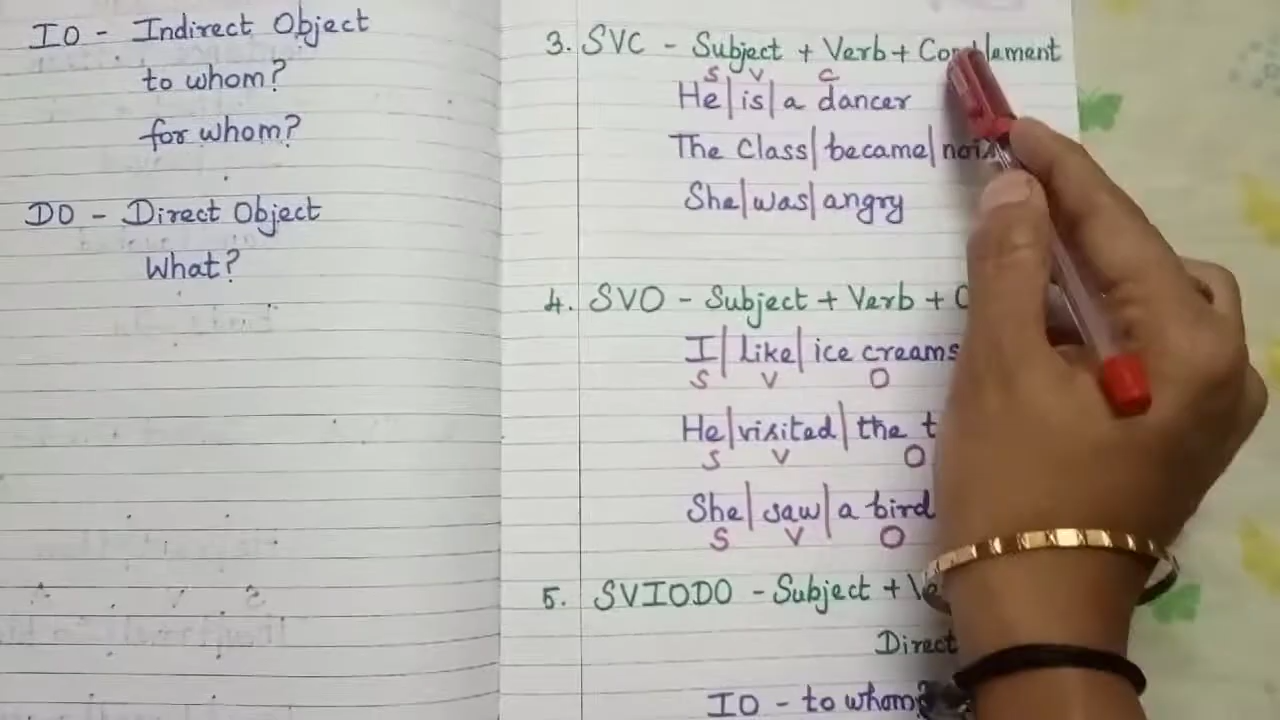 IO - Indirect Object
to whom?
for whom?
DO - Direct Object
What?
3. SVC - Subject + Verb + Complement
S V C
He| is| a dancer
The Class| became|
She|was| angry
4. SVO - Subject + Verb +
I| like| ice creams
S V O
He|visited| the
S V O
She| saw| a bird
S V O
5. SVIODO - Subject +
Direct
IO - to whom?